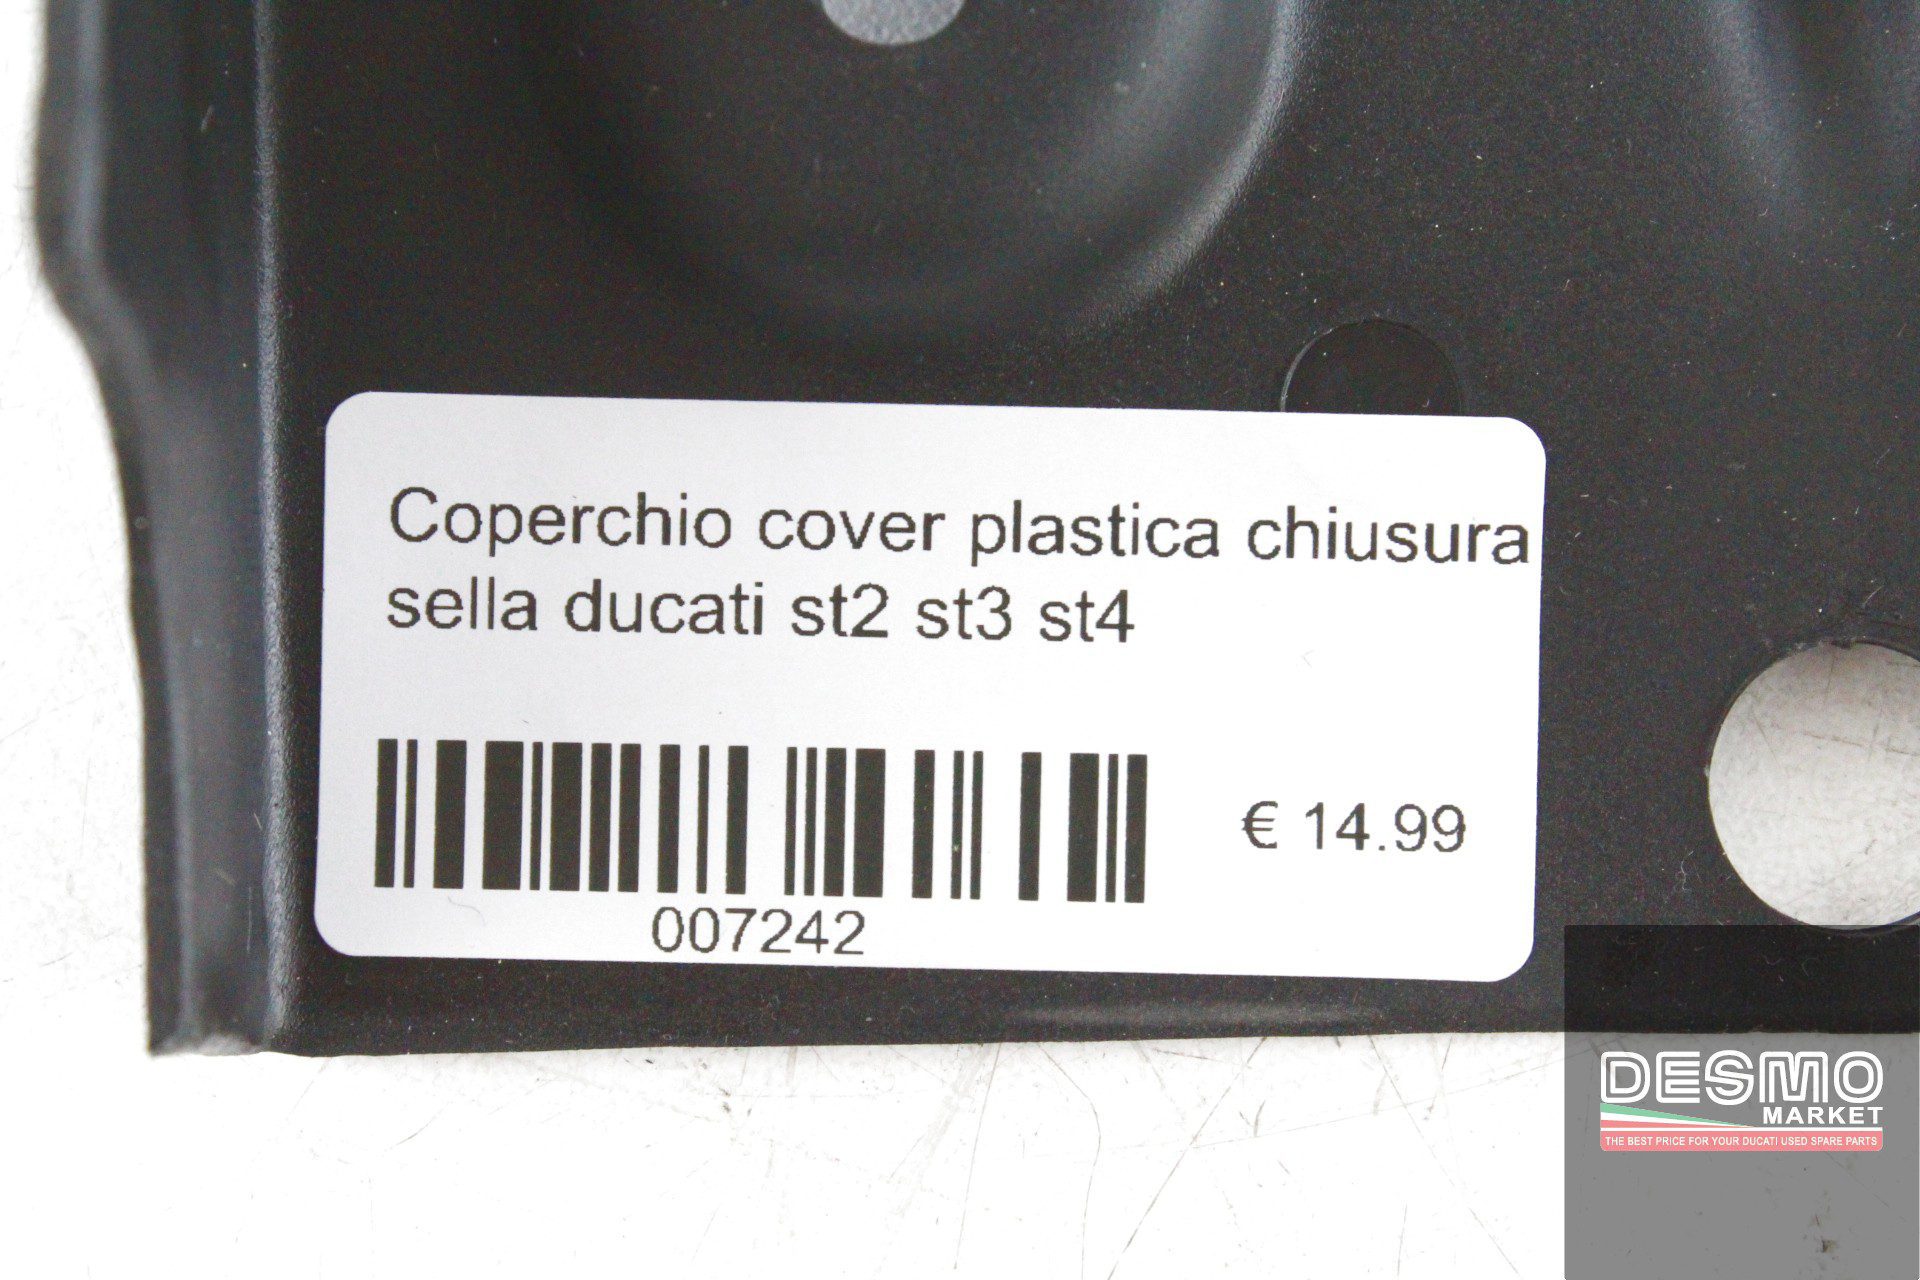 Coperchio cover plastica chiusura
sella ducati st2 st3 st4
€ 14.99
007242
DESMO
MARKET
THE BEST PRICE FOR YOUR DUCATI USED SPARE PARTS